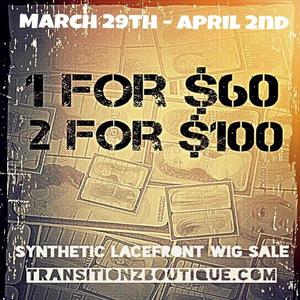 MARCH 29TH - APRIL 2ND
1 FOR $60
2 FOR $100
SYNTHETIC LACEFRONT WIG SALE
TRANSITIONZBOUTIQUE.COM